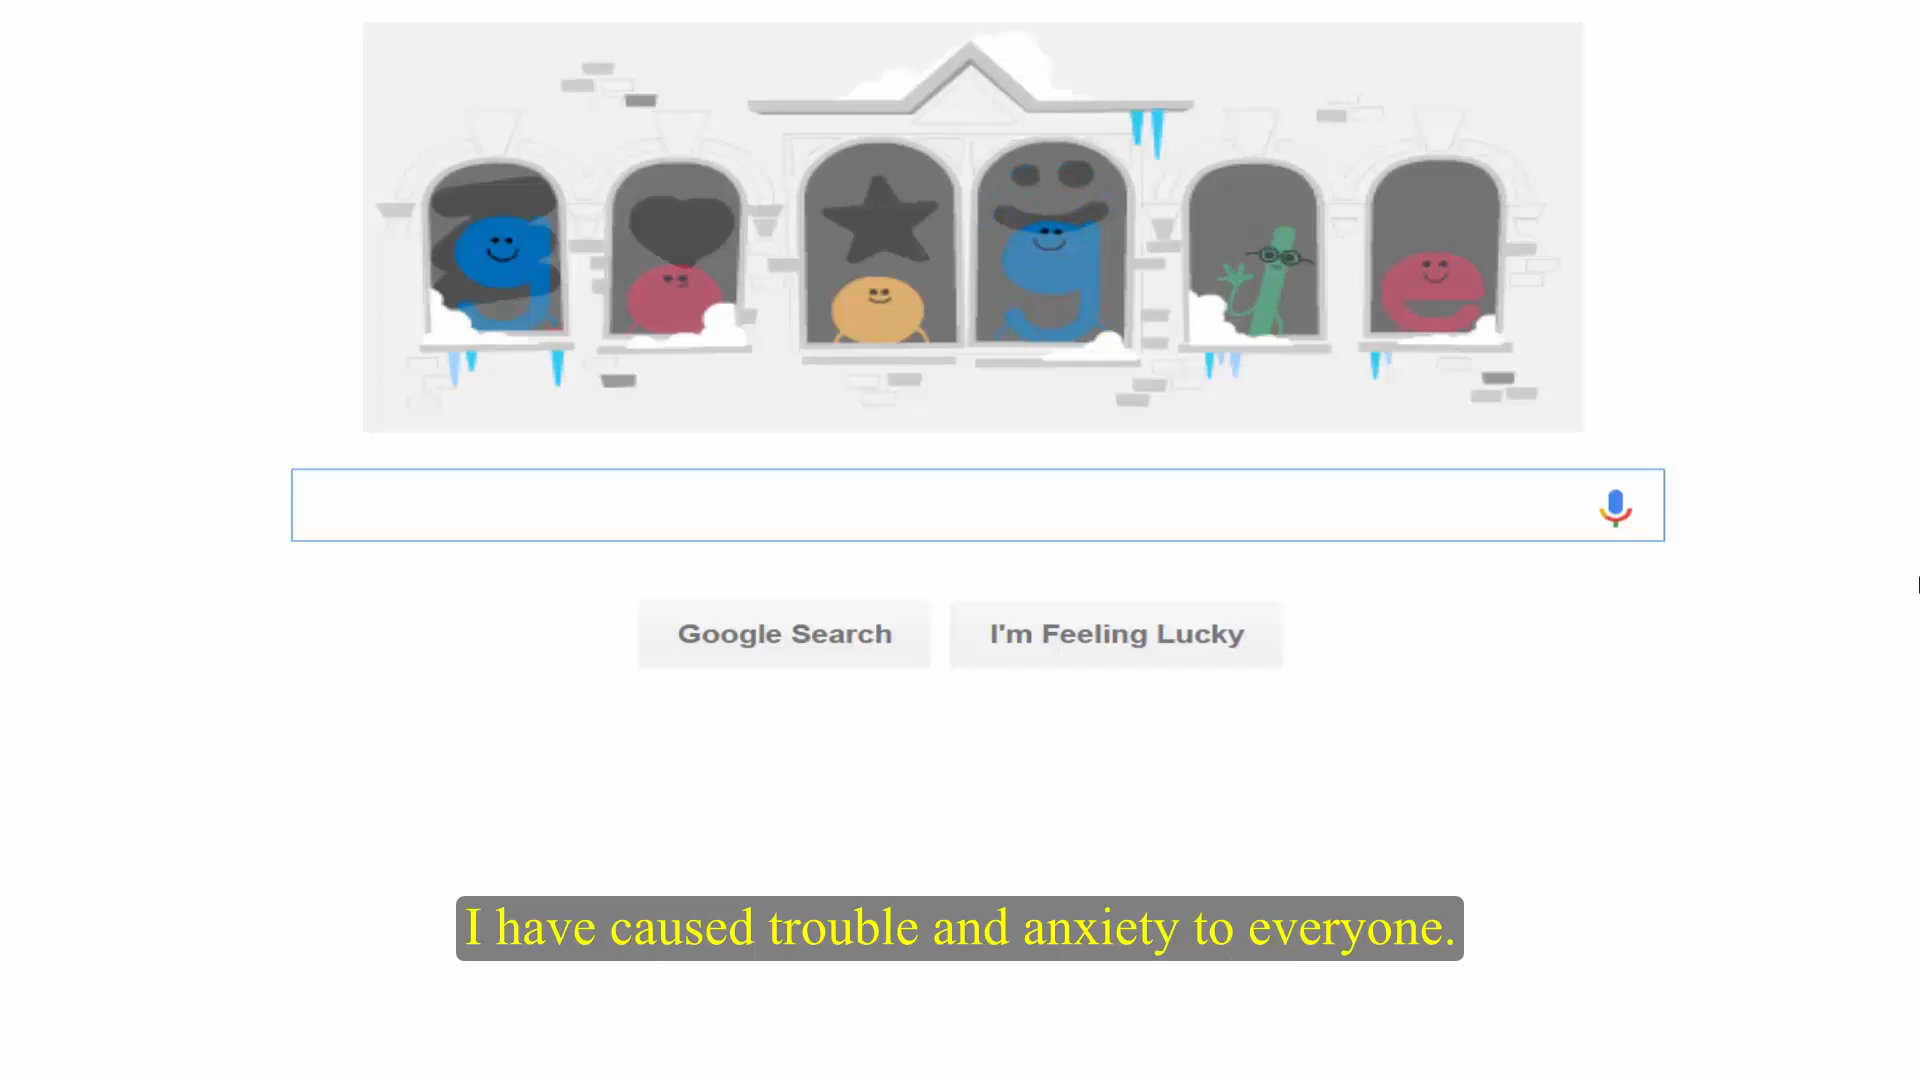 Google Search
I'm Feeling Lucky
I have caused trouble and anxiety to everyone.